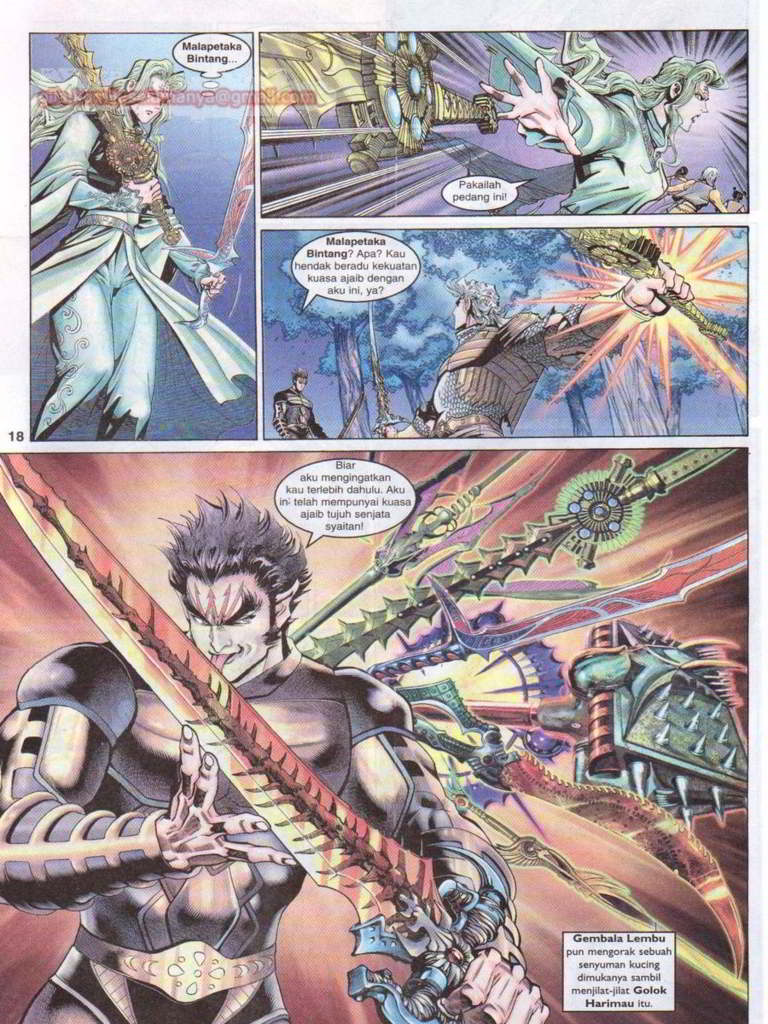 Malapetaka
Bintang...
Pakailah
pedang ini!
Malapetaka
Bintang? Apa? Kau
hendak beradu kekuatan
kuasa ajaib dengan
aku ini, ya?
18
Biar
aku mengingatkan
kau terlebih dahulu. Aku
ini telah mempunyai kuasa
ajaib tujuh senjata
syaitan!
Gembala Lembu
pun mengorak sebuah
senyuman kucing
dimukanya sambil
menjilat-jilat Golok
Harimau itu.